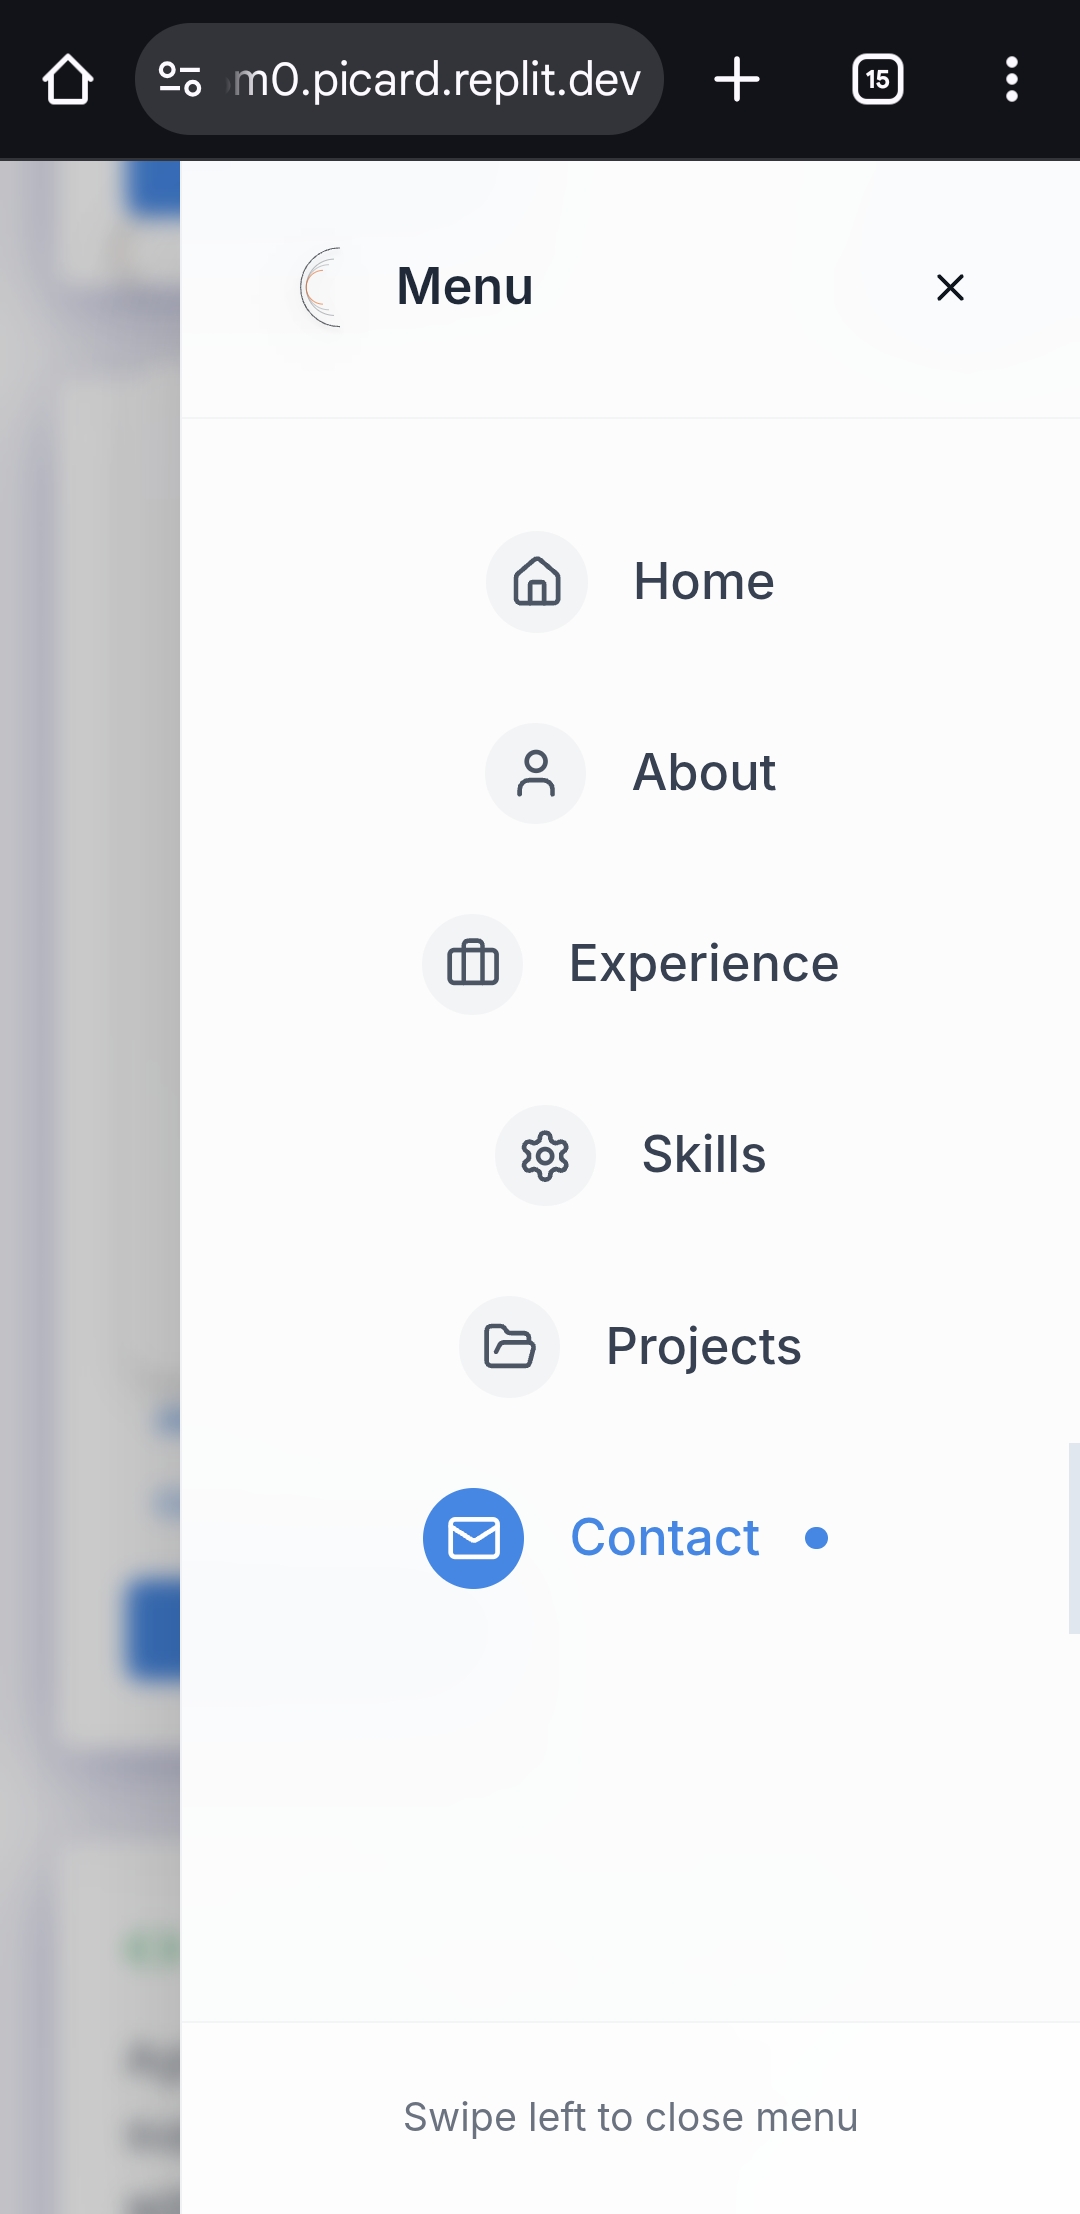 m0.picard.replit.dev
15
Menu
Home
About
Experience
Skills
Projects
Contact
Swipe left to close menu